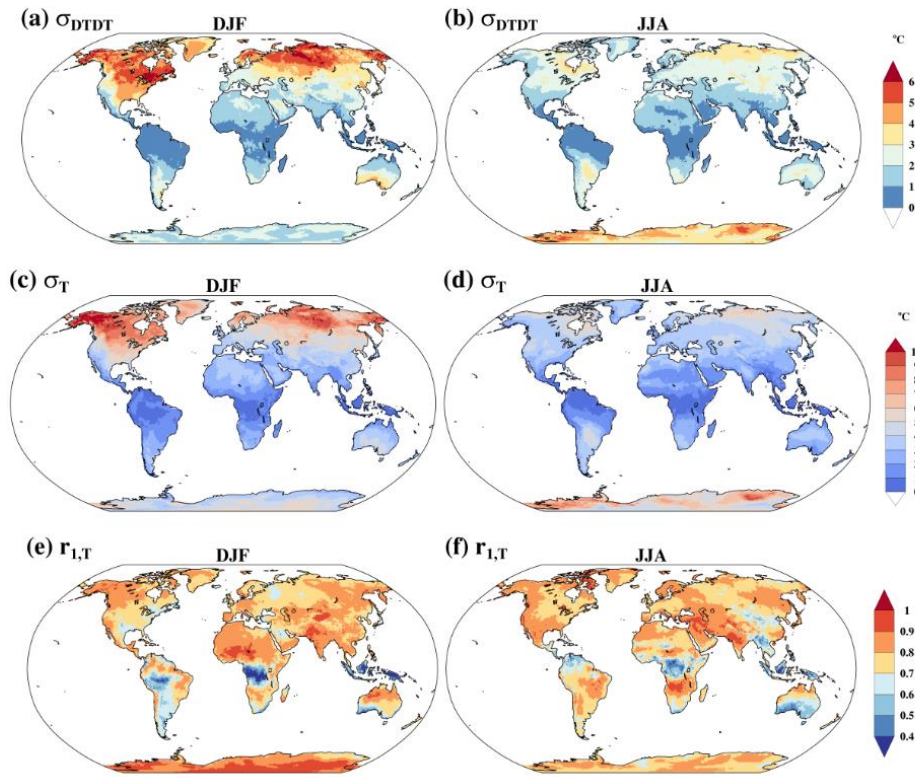 (a) σDTDT DJF
(b) σDTDT JJA
°C
6
5
4
3
2
1
0
(c) σT DJF
(d) σT JJA
°C
(e) r1,T DJF
(f) r1,T JJA
1
0.9
0.8
0.7
0.6
0.5
0.4